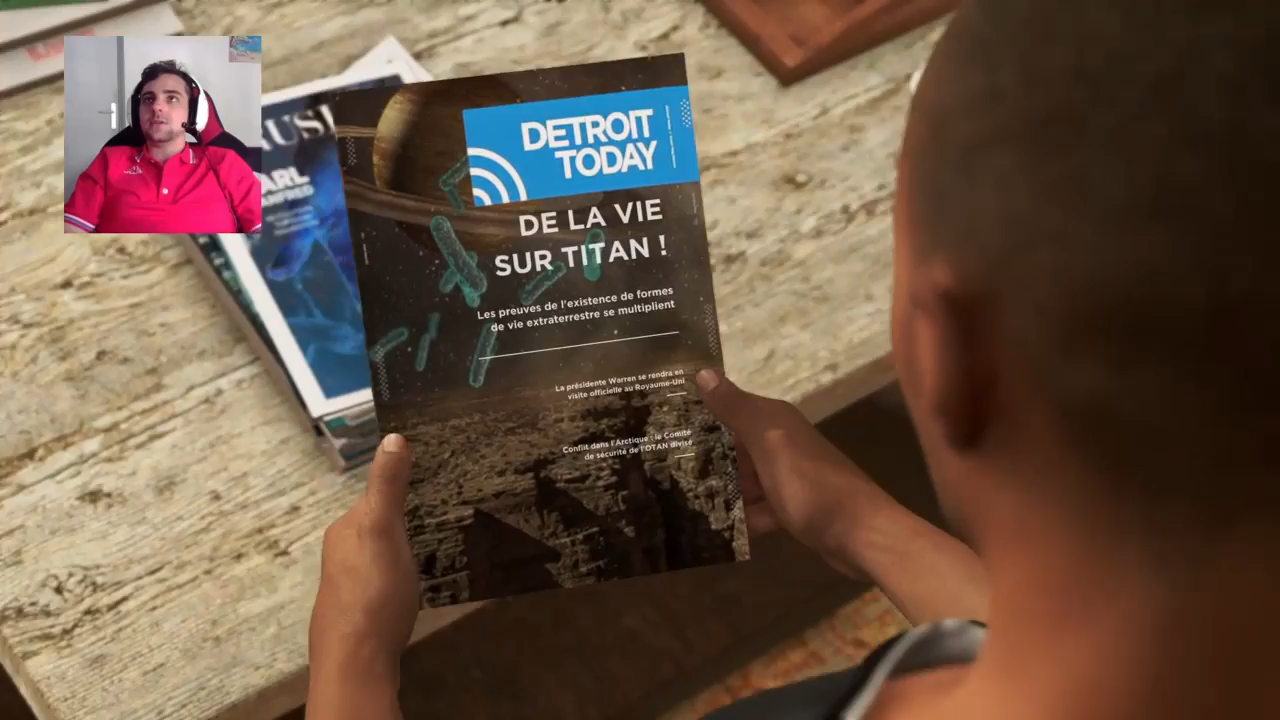 DETROIT
TODAY
DE LA VIE
SUR TITAN !
Les preuves de l'existence de formes
de vie extraterrestre se multiplient
La présidente Warren se rendra en
visite officielle au Royaume-Uni
Conflit dans l'Arctique : le Comité
de sécurité de l'OTAN divisé